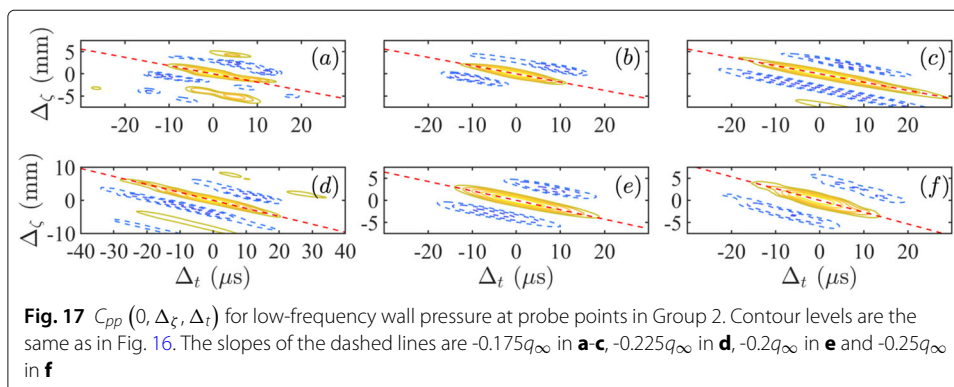 Δζ (mm)
5
0
-5
(a)
(b)
(c)
-20 -10 0 10 20
-20 -10 0 10 20
-20 -10 0 10 20
Δζ (mm)
10
0
-10
(d)
5
0
-5
(e)
5
0
-5
(f)
-40 -20 0 20 40
-20 -10 0 10 20
-20 -10 0 10 20
Δt (μs)
Δt (μs)
Δt (μs)
Fig. 17 Cpp (0, Δζ, Δt) for low-frequency wall pressure at probe points in Group 2. Contour levels are the
same as in Fig. 16. The slopes of the dashed lines are -0.175q∞ in a-c, -0.225q∞ in d, -0.2q∞ in e and -0.25q∞
in f